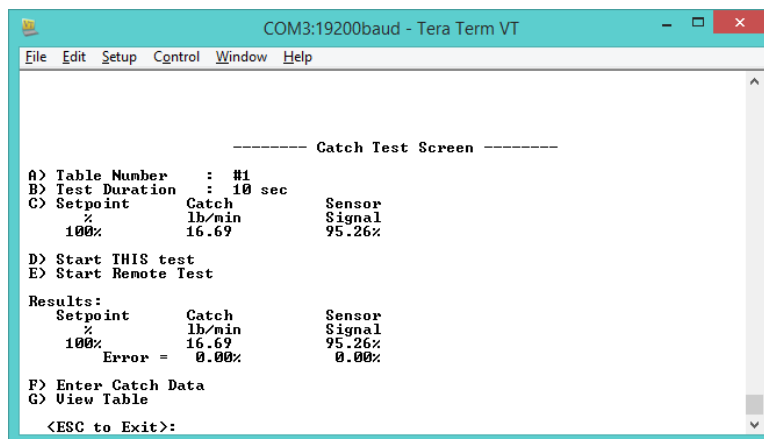 COM3:19200baud - Tera Term VT
File Edit Setup Control Window Help
-------- Catch Test Screen --------
A) Table Number : #1
B) Test Duration : 10 sec
C) Setpoint Catch Sensor
% lb/min Signal
100% 16.69 95.26%
D) Start THIS test
E) Start Remote Test
Results:
Setpoint Catch Sensor
% lb/min Signal
100% 16.69 95.26%
Error = 0.00% 0.00%
F) Enter Catch Data
G) View Table
<ESC to Exit>: